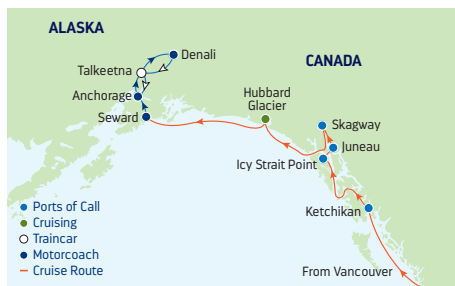 ALASKA
Denali
CANADA
Talkeetna
Hubbard
Glacier
Anchorage
Seward
Skagway
Juneau
Icy Strait Point
Ports of Call
Cruising
Traincar
Motorcoach
Cruise Route
Ketchikan
From Vancouver